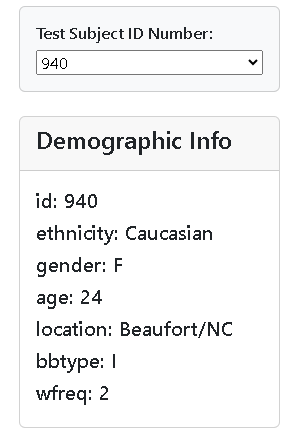 Test Subject ID Number:
940
Demographic Info
id: 940
ethnicity: Caucasian
gender: F
age: 24
location: Beaufort/NC
bbtype: I
wfreq: 2